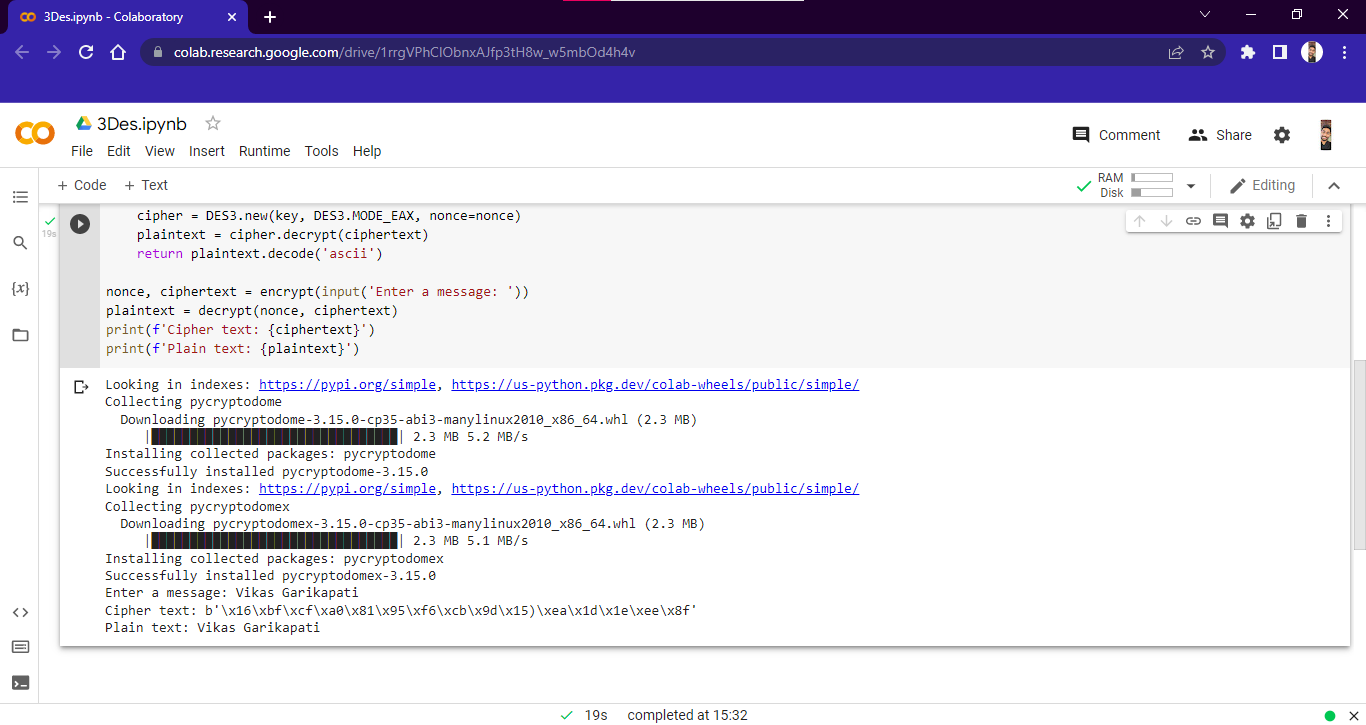 3Des.ipynb - Colaboratory
colab.research.google.com/drive/1rrgVPhClObnxAJfp3tH8w_w5mbOd4h4v
3Des.ipynb
Comment Share
File Edit View Insert Runtime Tools Help
+ Code + Text
RAM
Disk
Editing
19s
cipher = DES3.new(key, DES3.MODE_EAX, nonce=nonce)
plaintext = cipher.decrypt(ciphertext)
return plaintext.decode('ascii')
nonce, ciphertext = encrypt(input('Enter a message: '))
plaintext = decrypt(nonce, ciphertext)
print(f'Cipher text: {ciphertext}')
print(f'Plain text: {plaintext}')
{x}
Looking in indexes: https://pypi.org/simple, https://us-python.pkg.dev/colab-wheels/public/simple/
Collecting pycryptodome
Downloading pycryptodome-3.15.0-cp35-abi3-manylinux2010_x86_64.whl (2.3 MB)
2.3 MB 5.2 MB/s
Installing collected packages: pycryptodome
Successfully installed pycryptodome-3.15.0
Looking in indexes: https://pypi.org/simple, https://us-python.pkg.dev/colab-wheels/public/simple/
Collecting pycryptodomex
Downloading pycryptodomex-3.15.0-cp35-abi3-manylinux2010_x86_64.whl (2.3 MB)
2.3 MB 5.1 MB/s
Installing collected packages: pycryptodomex
Successfully installed pycryptodomex-3.15.0
Enter a message: Vikas Garikapati
Cipher text: b'\x16\xbf\xcf\xa0\x81\x95\xf6\xcb\x9d\x15)\xea\x1d\x1e\xee\x8f'
Plain text: Vikas Garikapati
19s completed at 15:32